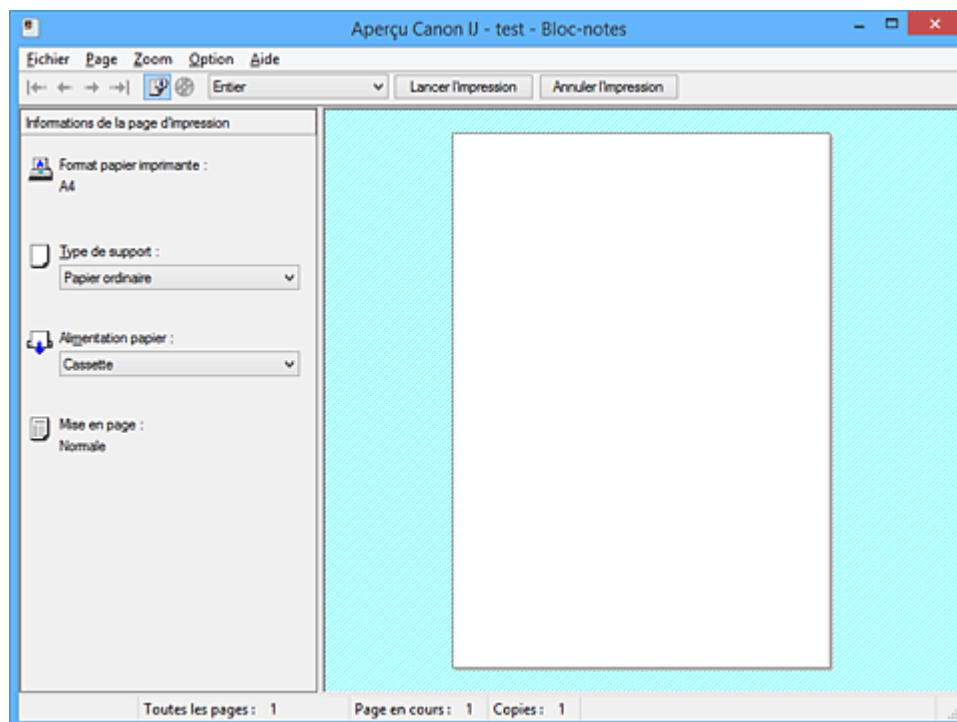 Aperçu Canon IJ - test - Bloc-notes
Fichier Page Zoom Option Aide
Entier Lancer l'impression Annuler l'impression
Informations de la page d'impression
Format papier imprimante :
A4
Type de support :
Papier ordinaire
Alimentation papier :
Cassette
Mise en page :
Normale
Toutes les pages : 1 Page en cours : 1 Copies : 1